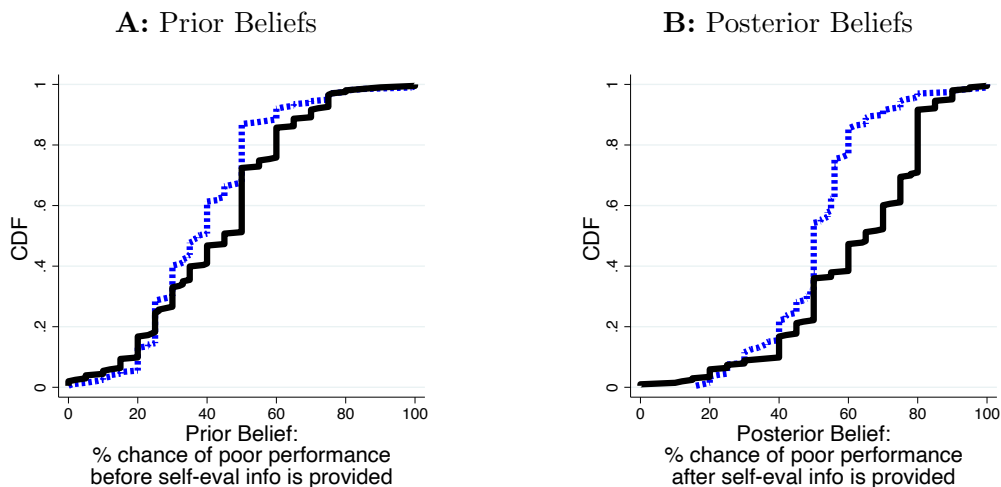 A: Prior Beliefs
CDF
1
.8
.6
.4
.2
0
0 20 40 60 80 100
Prior Belief:
% chance of poor performance
before self-eval info is provided
B: Posterior Beliefs
CDF
1
.8
.6
.4
.2
0
0 20 40 60 80 100
Posterior Belief:
% chance of poor performance
after self-eval info is provided